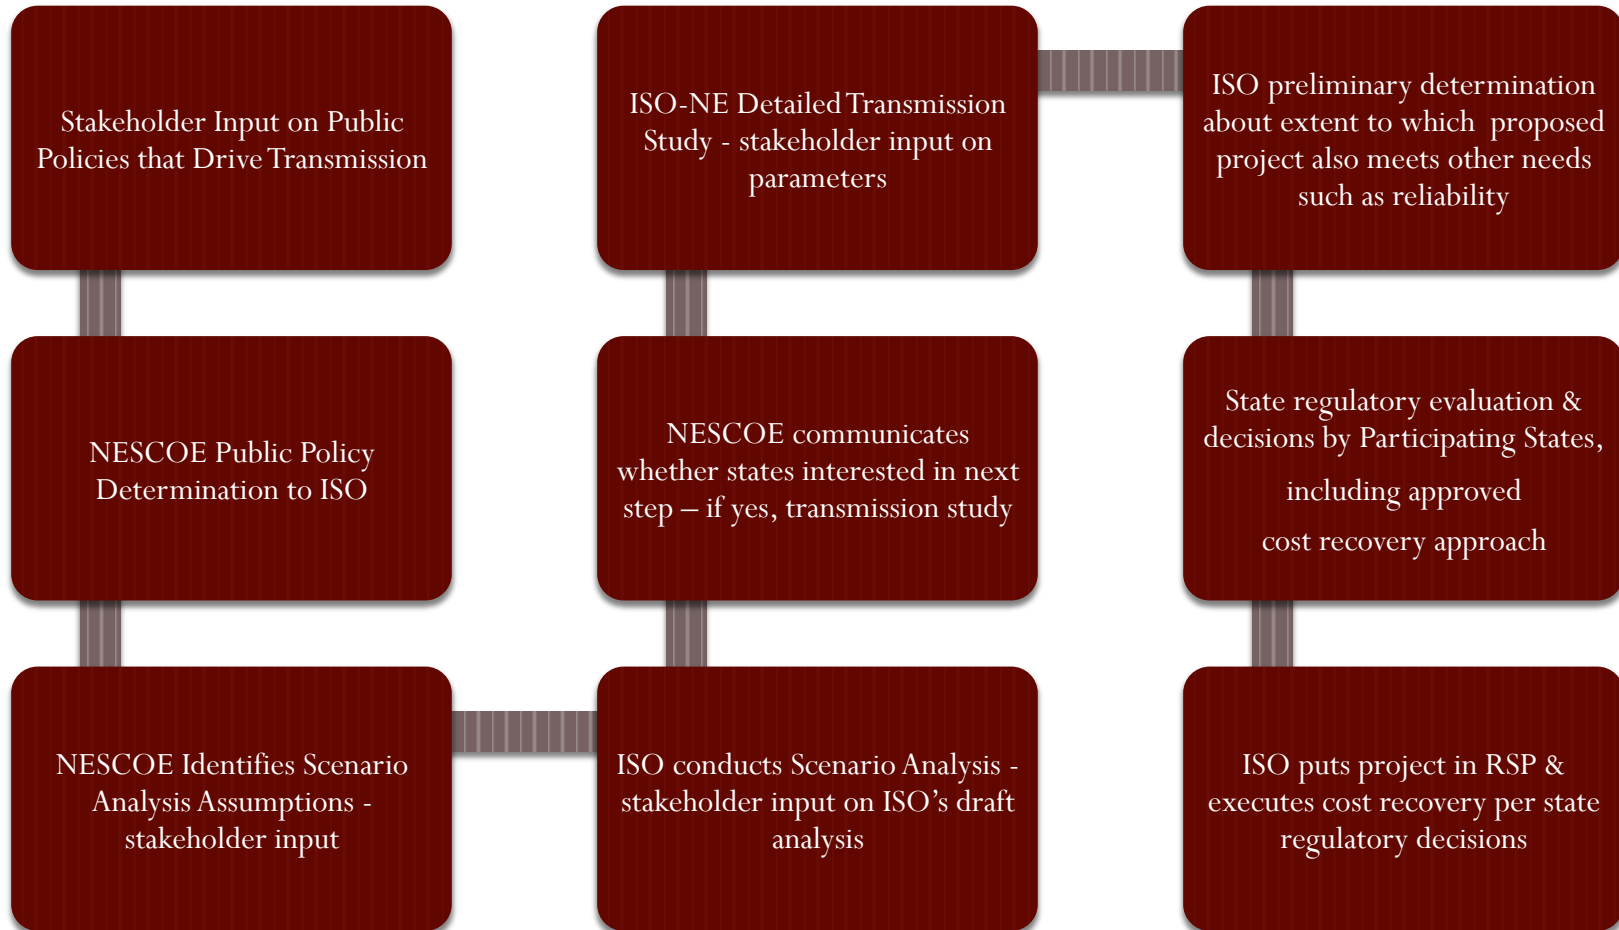 Stakeholder Input on Public
Policies that Drive Transmission
NESCOE Public Policy
Determination to ISO
NESCOE Identifies Scenario
Analysis Assumptions -
stakeholder input
ISO conducts Scenario Analysis -
stakeholder input on ISO’s draft
analysis
NESCOE communicates
whether states interested in next
step – if yes, transmission study
ISO-NE Detailed Transmission
Study - stakeholder input on
parameters
ISO preliminary determination
about extent to which proposed
project also meets other needs
such as reliability
State regulatory evaluation &
decisions by Participating States,
including approved
cost recovery approach
ISO puts project in RSP &
executes cost recovery per state
regulatory decisions